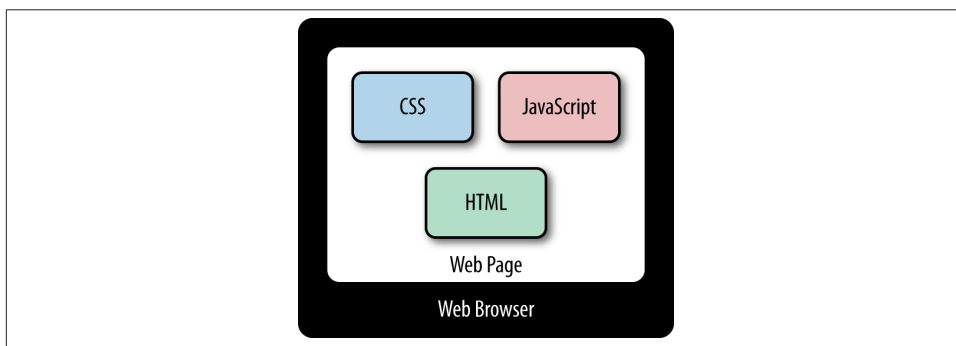 CSS
JavaScript
HTML
Web Page
Web Browser